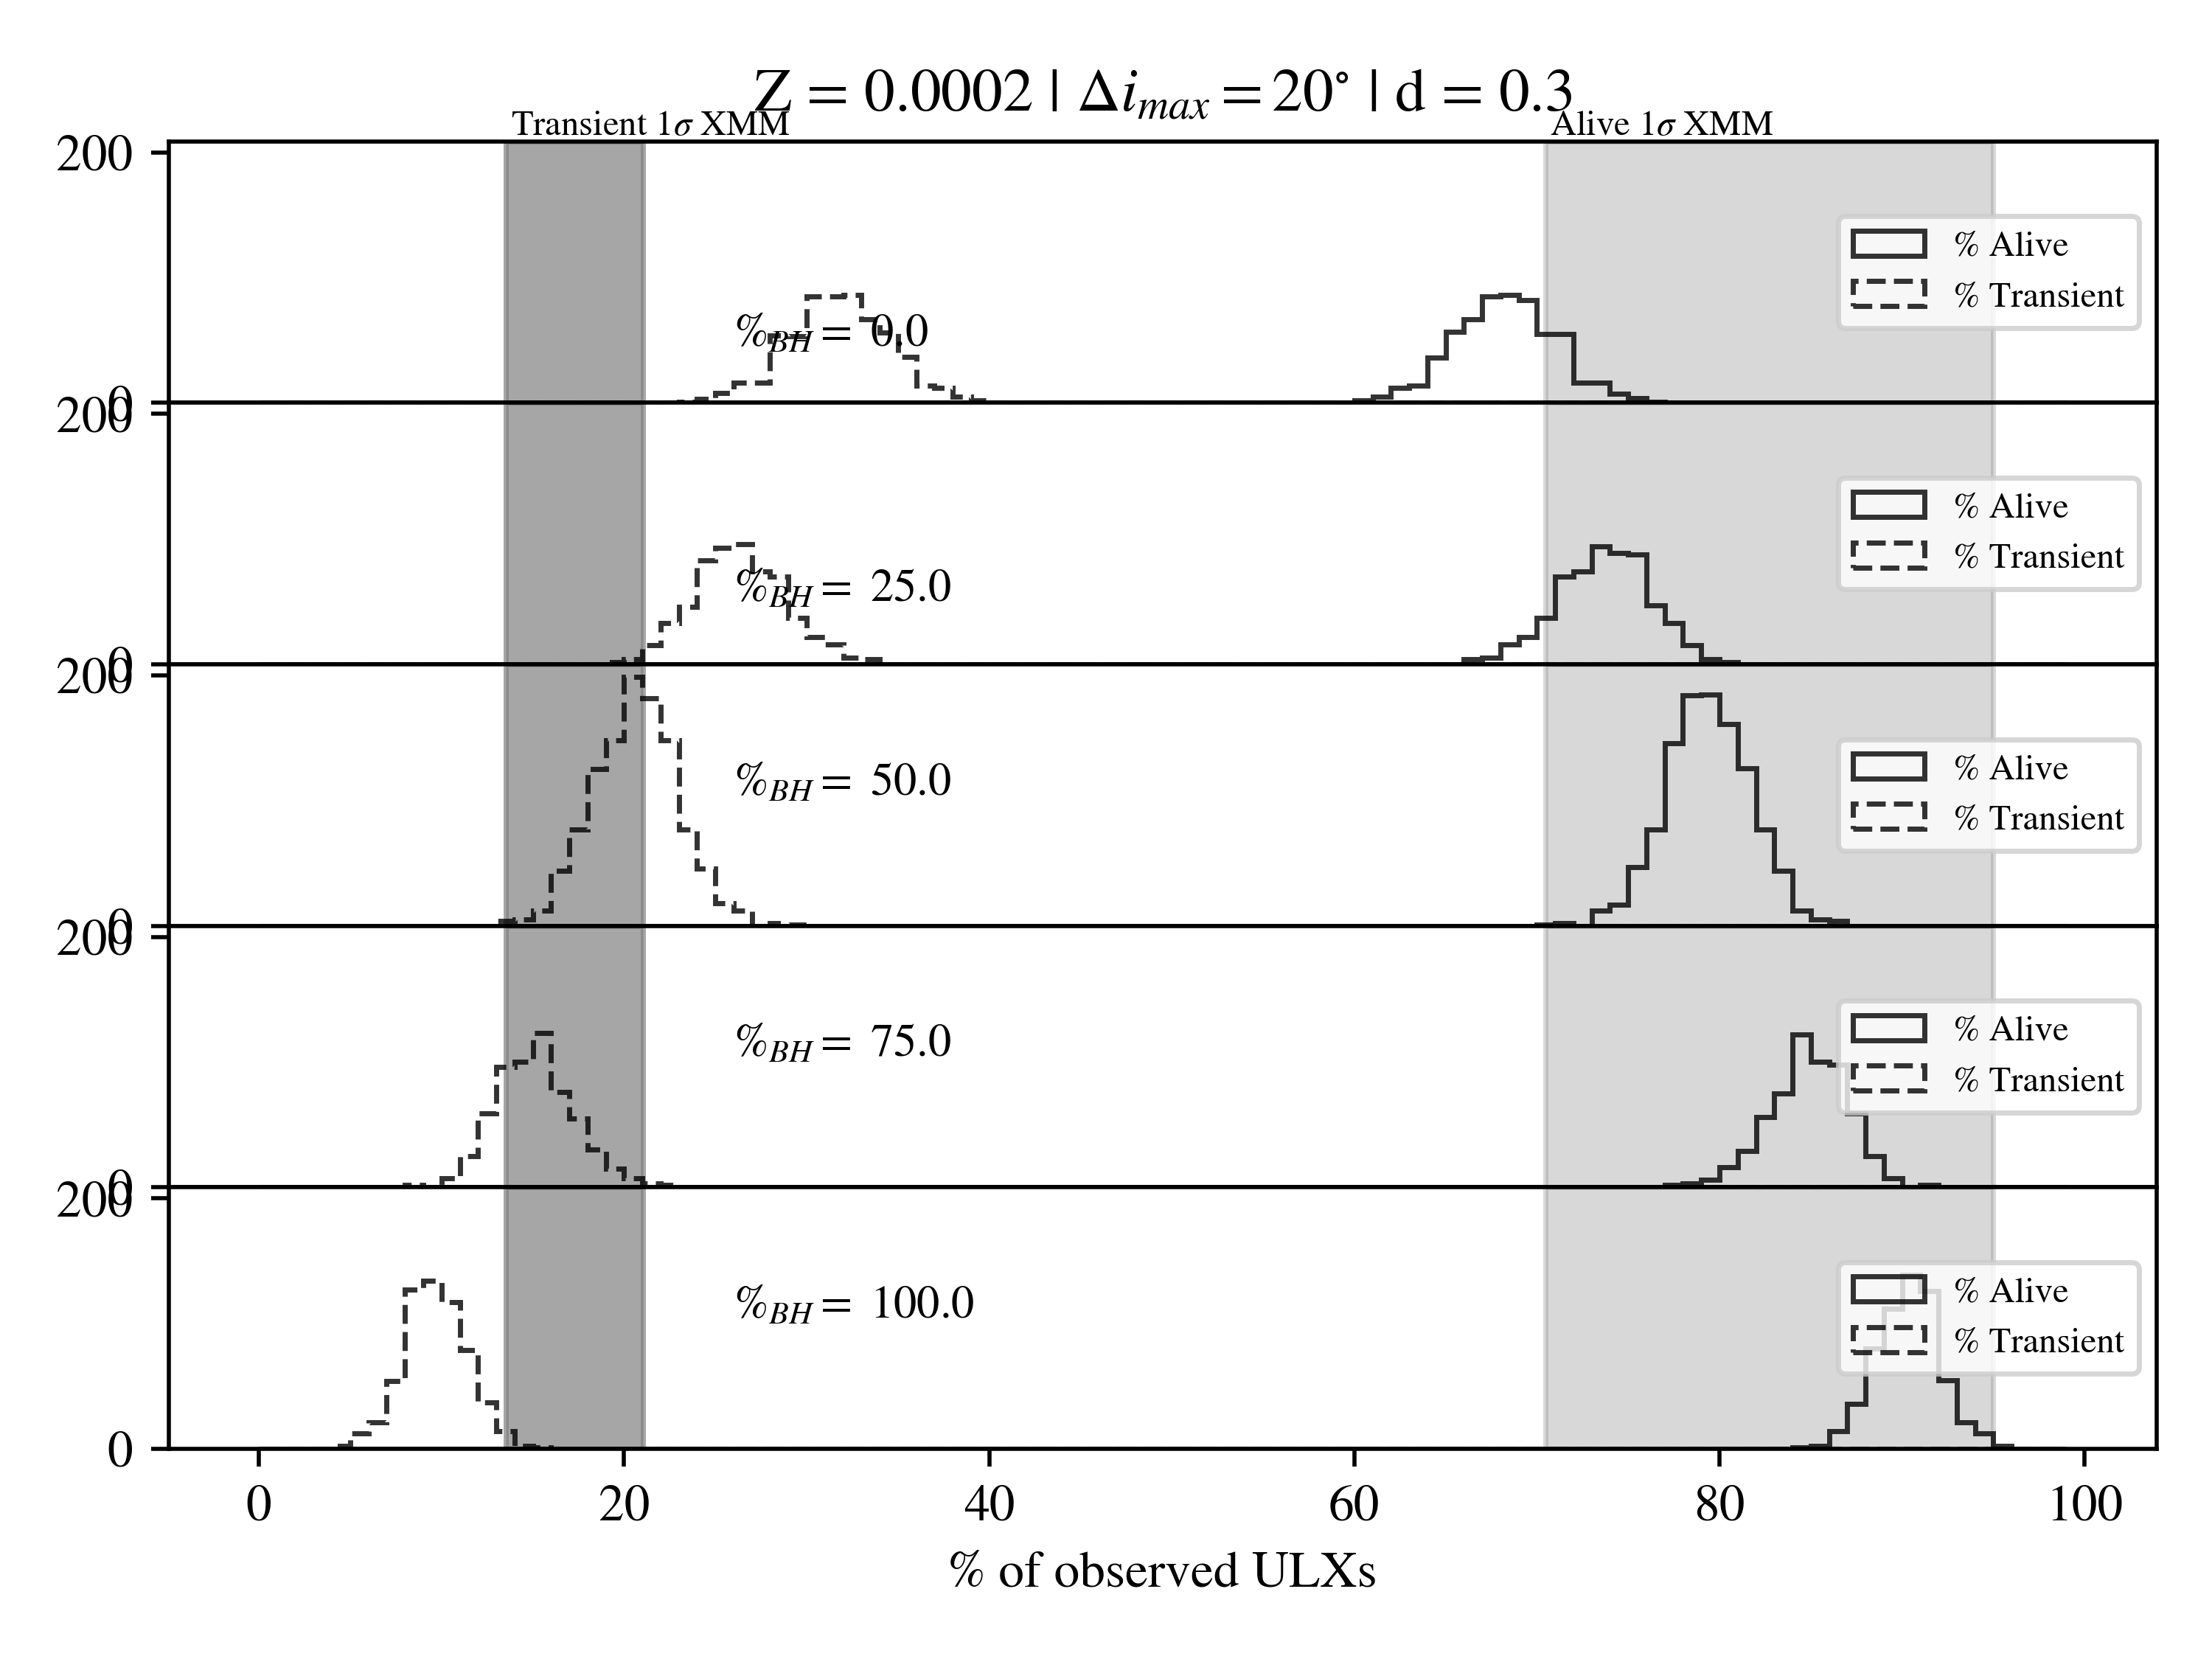 Z = 0.0002 | Δi_max = 20° | d = 0.3
Transient 1σ XMM
Alive 1σ XMM
200
% Alive
% Transient
%_BH = 0.0
0
200
% Alive
% Transient
%_BH = 25.0
0
200
% Alive
%_BH = 50.0
% Transient
0
200
% Alive
%_BH = 75.0
% Transient
0
200
% Alive
%_BH = 100.0
% Transient
0
0 20 40 60 80 100
% of observed ULXs